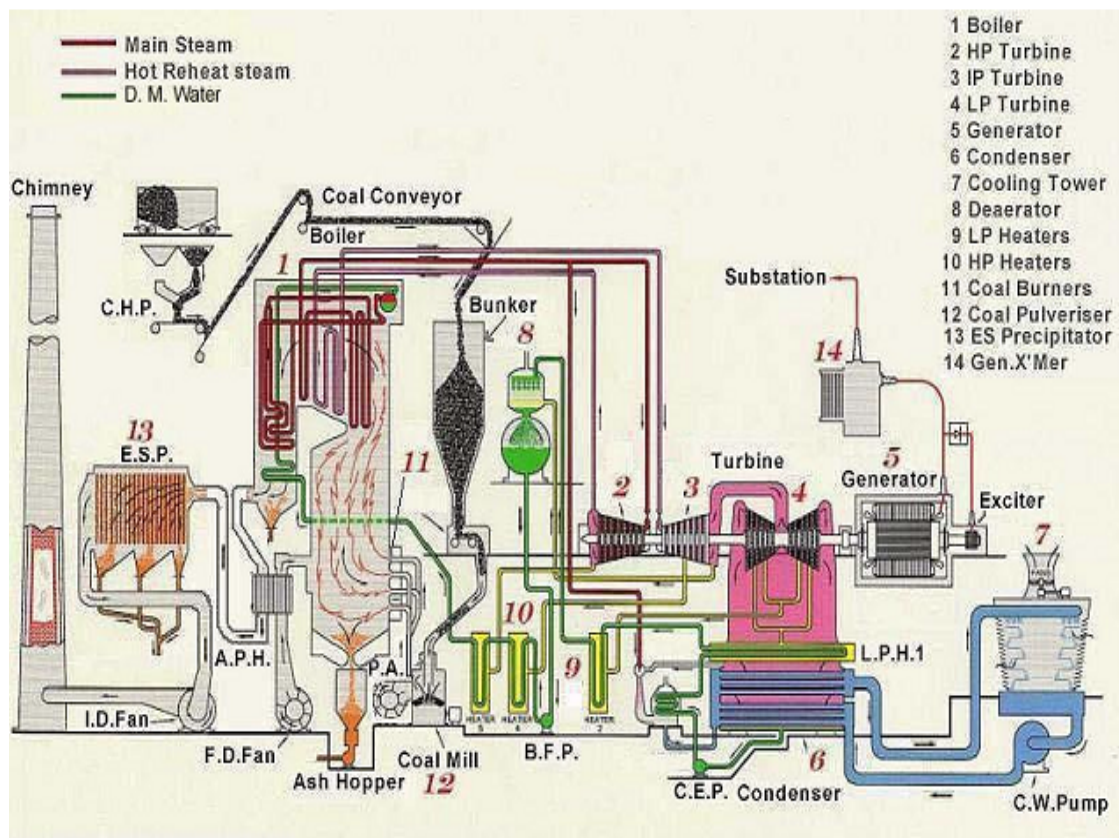 Main Steam
Hot Reheat steam
D. M. Water
1 Boiler
2 HP Turbine
3 IP Turbine
4 LP Turbine
5 Generator
6 Condenser
7 Cooling Tower
8 Deaerator
9 LP Heaters
10 HP Heaters
11 Coal Burners
12 Coal Pulveriser
13 ES Precipitator
14 Gen.X'Mer
Chimney
Coal Conveyor
Boiler
1
C.H.P.
Bunker
8
Substation
14
13
E.S.P.
11
Turbine
2
3
4
5
Generator
Exciter
7
10
9
L.P.H.1
A.P.H.
P.A.
I.D.Fan
F.D.Fan
Ash Hopper
Coal Mill
12
HEATER
5
HEATER
HEATER
B.F.P.
C.E.P.
Condenser
6
C.W.Pump